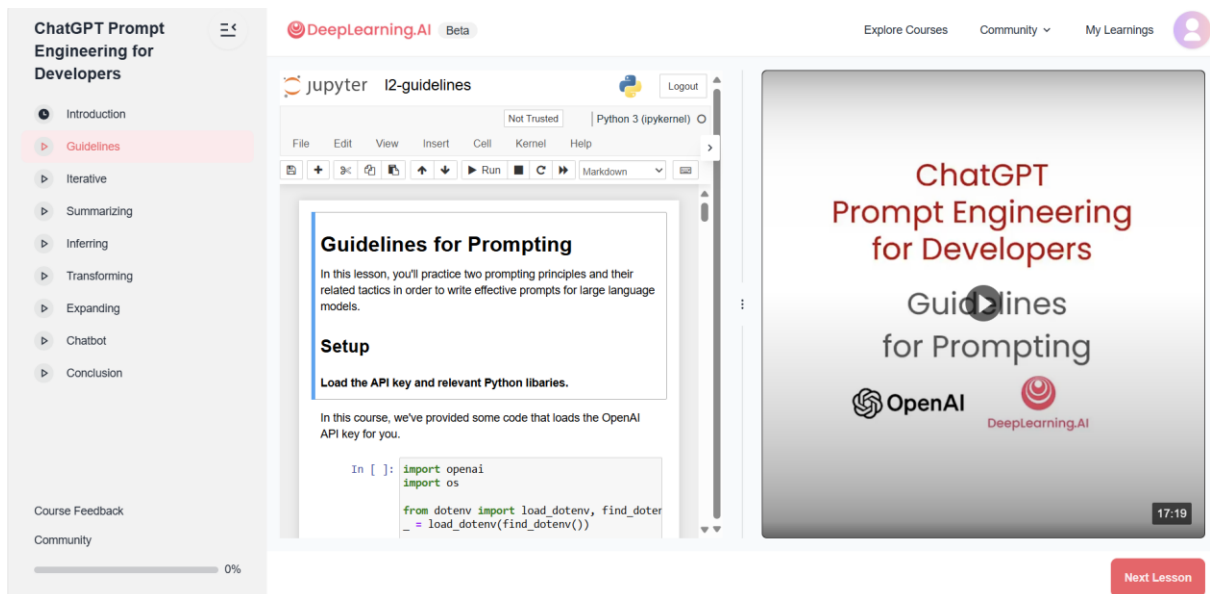 ChatGPT Prompt
Engineering for
Developers
Introduction
Guidelines
Iterative
Summarizing
Inferring
Transforming
Expanding
Chatbot
Conclusion
Course Feedback
Community
0%
DeepLearning.AI Beta
Explore Courses
Community
My Learnings
jupyter l2-guidelines
Logout
Not Trusted
Python 3 (ipykernel)
File Edit View Insert Cell Kernel Help
Run
Markdown
Guidelines for Prompting
In this lesson, you'll practice two prompting principles and their
related tactics in order to write effective prompts for large language
models.
Setup
Load the API key and relevant Python libaries.
In this course, we've provided some code that loads the OpenAI
API key for you.
In [ ]: import openai
import os
from dotenv import load_dotenv, find_doter
_ = load_dotenv(find_dotenv())
ChatGPT
Prompt Engineering
for Developers
Guidelines
for Prompting
OpenAI
DeepLearning.AI
17:19
Next Lesson